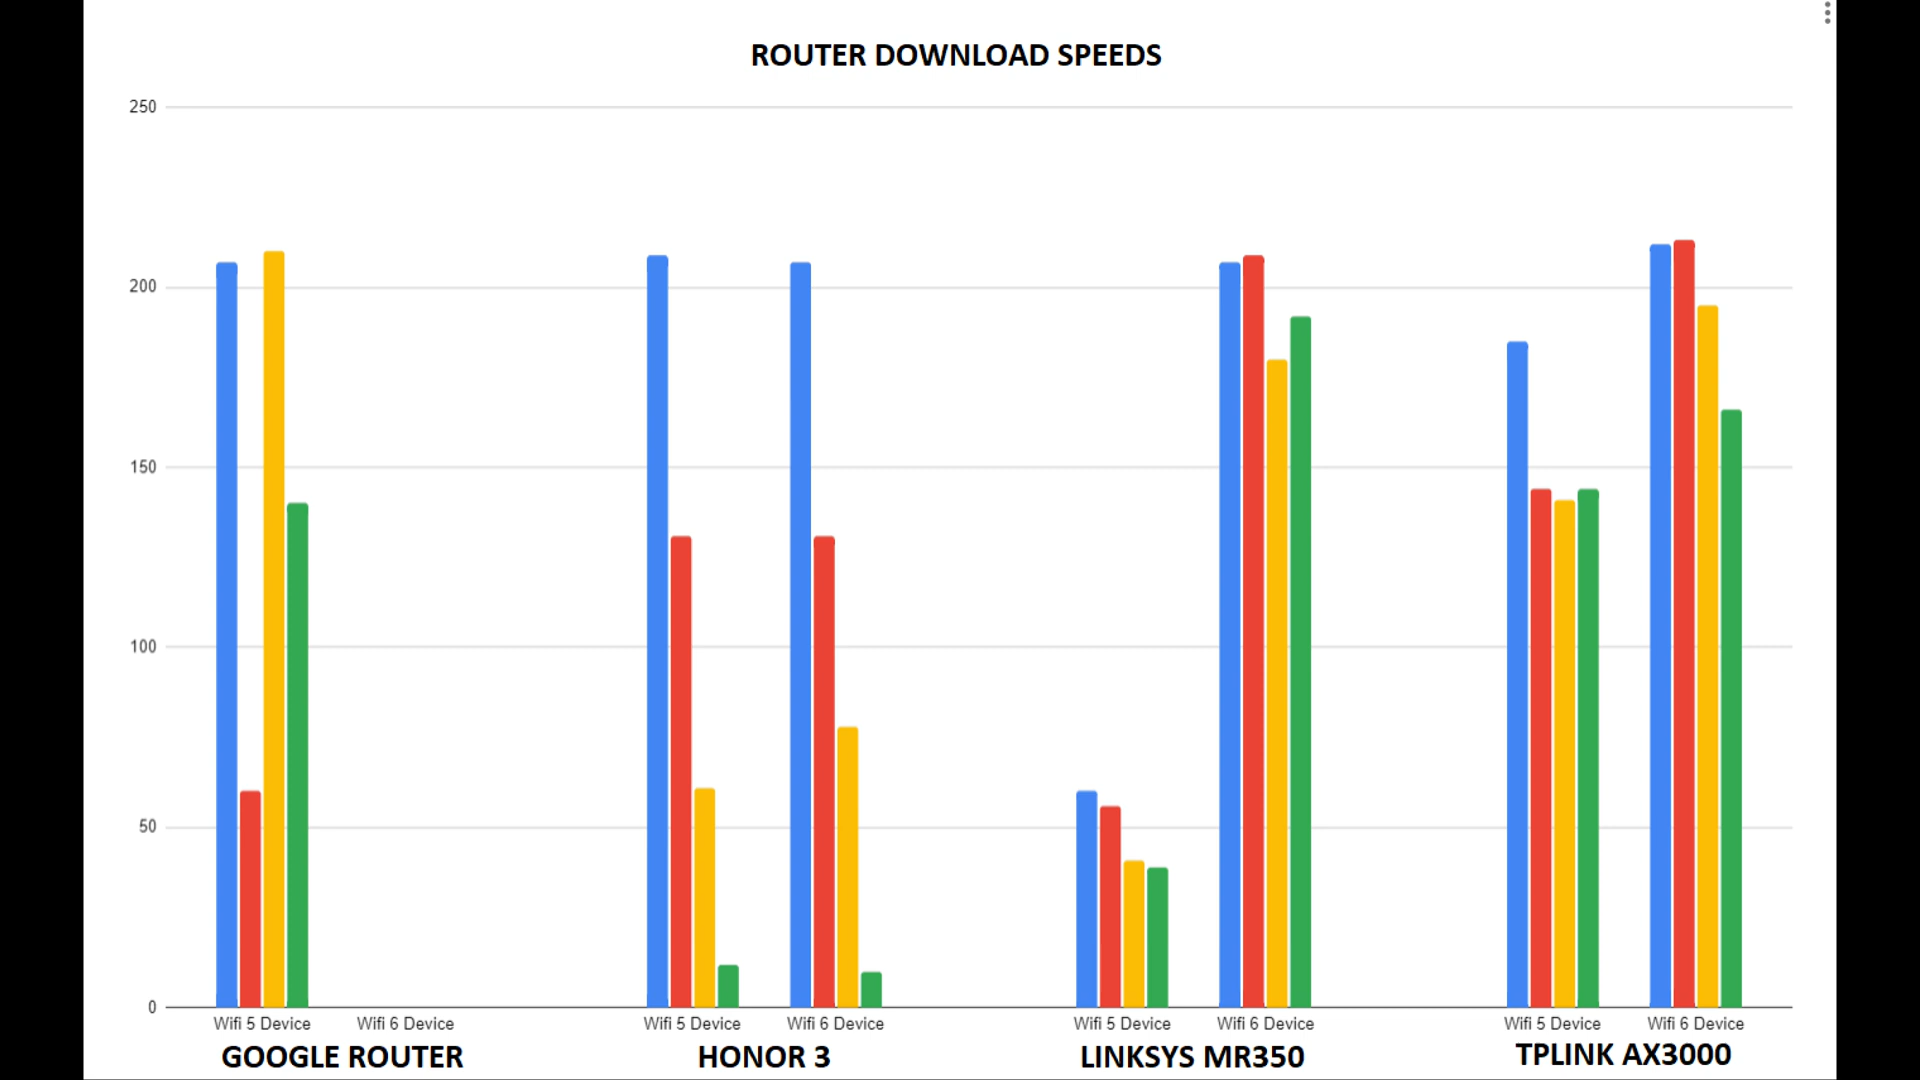 ROUTER DOWNLOAD SPEEDS
250
200
150
100
50
0
Wifi 5 Device Wifi 6 Device Wifi 5 Device Wifi 6 Device Wifi 5 Device Wifi 6 Device Wifi 5 Device Wifi 6 Device
GOOGLE ROUTER HONOR 3 LINKSYS MR350 TPLINK AX3000